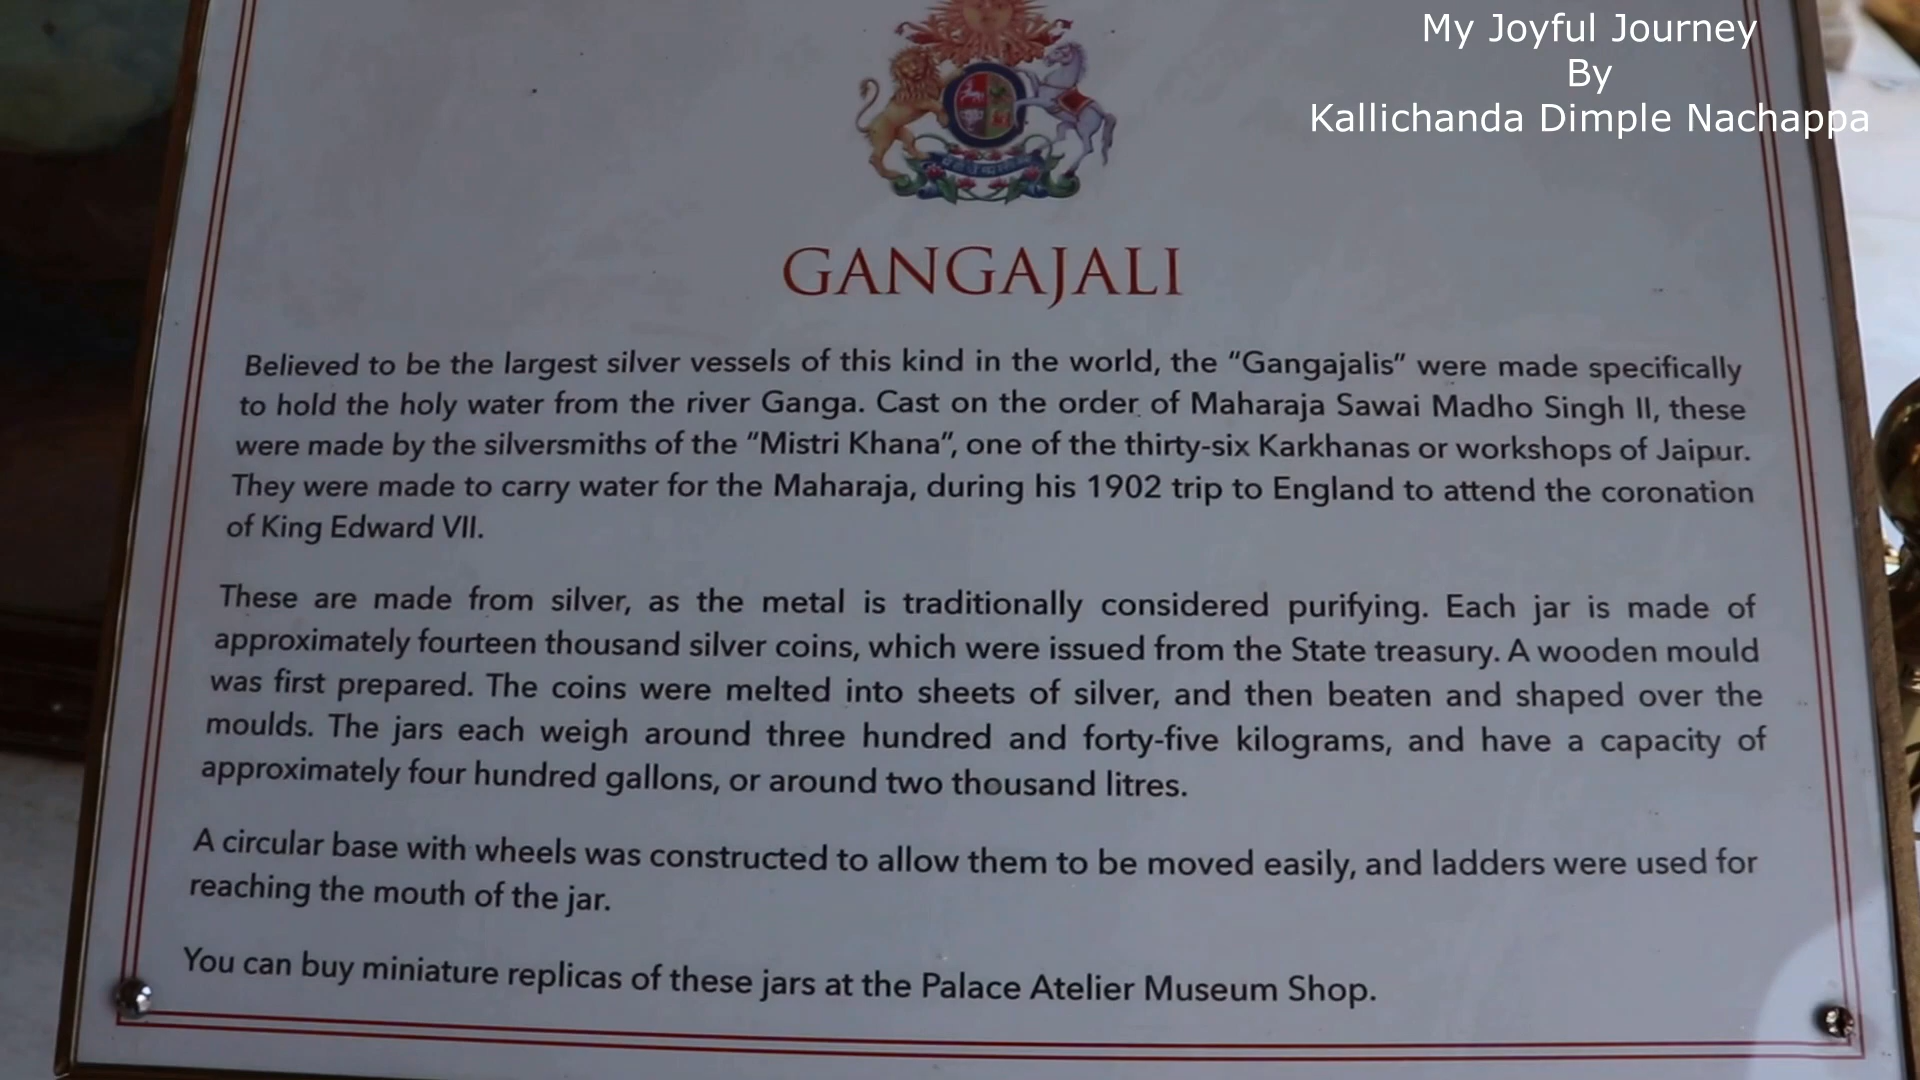 My Joyful Journey
By
Kallichanda Dimple Nachappa
GANGAJALI
Believed to be the largest silver vessels of this kind in the world, the “Gangajalis” were made specifically
to hold the holy water from the river Ganga. Cast on the order of Maharaja Sawai Madho Singh II, these
were made by the silversmiths of the “Mistri Khana”, one of the thirty-six Karkhanas or workshops of Jaipur.
They were made to carry water for the Maharaja, during his 1902 trip to England to attend the coronation
of King Edward VII.
These are made from silver, as the metal is traditionally considered purifying. Each jar is made of
approximately fourteen thousand silver coins, which were issued from the State treasury. A wooden mould
was first prepared. The coins were melted into sheets of silver, and then beaten and shaped over the
moulds. The jars each weigh around three hundred and forty-five kilograms, and have a capacity of
approximately four hundred gallons, or around two thousand litres.
A circular base with wheels was constructed to allow them to be moved easily, and ladders were used for
reaching the mouth of the jar.
You can buy miniature replicas of these jars at the Palace Atelier Museum Shop.